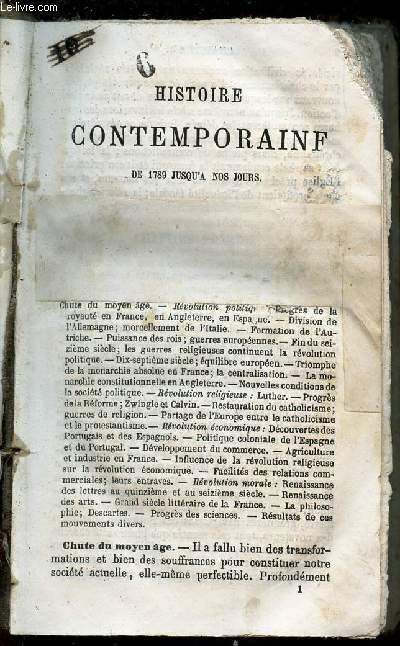 Le-livre.com
10
6
HISTOIRE
CONTEMPORAINE
DE 1789 JUSQU'A NOS JOURS.
Chute du moyen âge. — Révolution politiq Progrès de la
royauté en France, en Angleterre, en Espa ne. — Division de
l'Allemagne; morcellement de l'Italie. — Formation de l'Au-
triche. — Puissance des rois; guerres européennes. — Fin du sei-
zième siècle; les guerres religieuses continuent la révolution
politique. — Dix-septième siècle; équilibre européen. — Triomphe
de la monarchie absolue en France; la centralisation. — La mo-
narchie constitutionnelle en Angleterre. — Nouvelles conditions de
la société politique. — Révolution religieuse : Luther. — Progrès
de la Réforme; Zwingle et Calvin. — Restauration du catholicisme;
guerres de religion. — Partage de l'Europe entre le catholicisme
et le protestantisme. — Révolution économique : Découvertes des
Portugais et des Espagnols. — Politique coloniale de l'Espagne
et du Portugal. — Développement du commerce. — Agriculture
et industrie en France. — Influence de la révolution religieuse
sur la révolution économique. — Facilités des relations com-
merciales; leurs entraves. — Révolution morale : Renaissance
des lettres au quinzième et au seizième siècle. — Renaissance
des arts. — Grand siècle littéraire de la France. — La philoso-
phie; Descartes. — Progrès des sciences. — Résultats de ces
mouvements divers.
Chute du moyen âge. — Il a fallu bien des transfor-
mations et bien des souffrances pour constituer notre
société actuelle, elle-même perfectible. Profondément
1